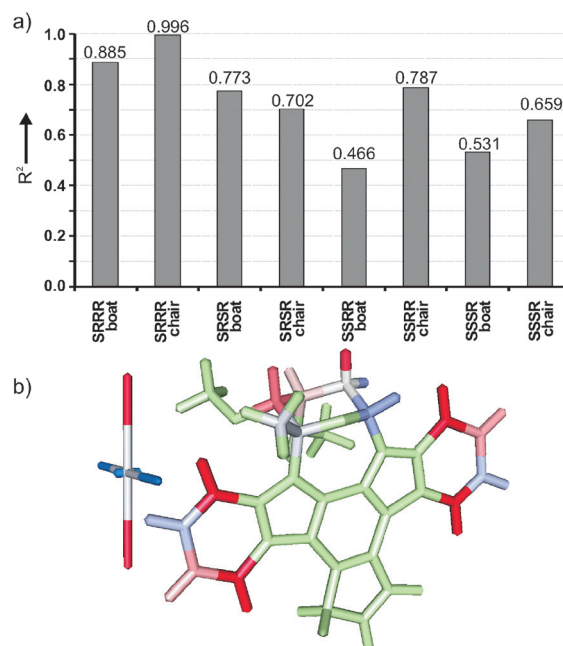 a)
R² →
1.0
0.8
0.6
0.4
0.2
0.0
0.885
0.996
0.773
0.702
0.466
0.787
0.531
0.659
SRRR
boat
SRRR
chair
SRSR
boat
SRSR
chair
SSRR
boat
SSRR
chair
SSSR
boat
SSSR
chair
b)